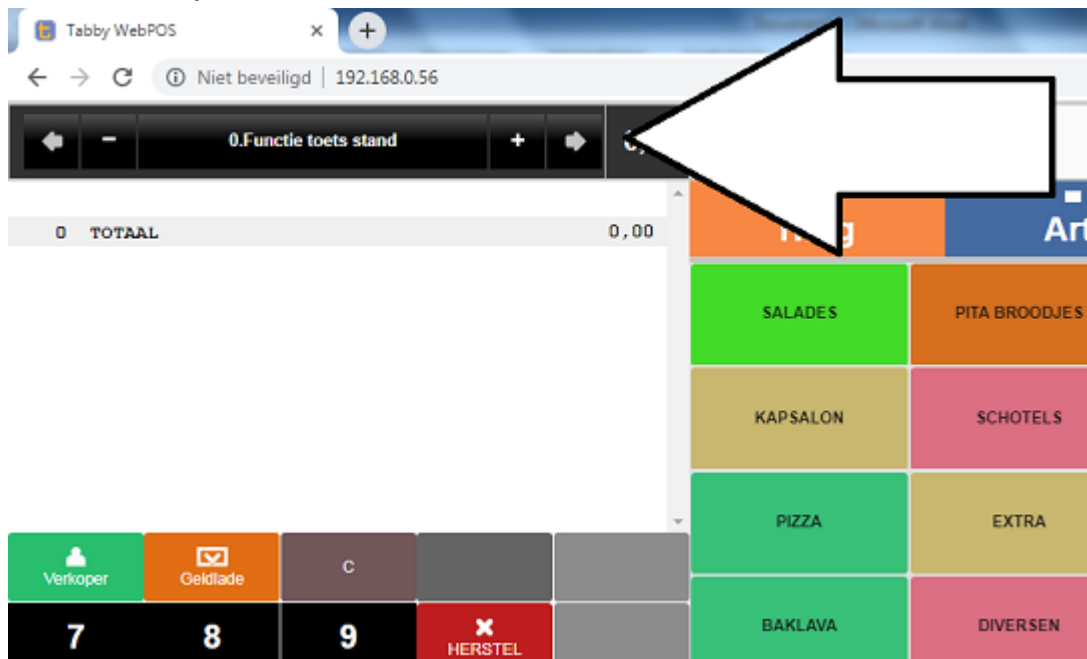 Tabby WebPOS
Niet beveiligd | 192.168.0.56
0.Functie toets stand
0 TOTAAL 0,00
Art
SALADES
PITA BROODJES
KAPSALON
SCHOTELS
PIZZA
EXTRA
BAKLAVA
DIVERSEN
Verkoper
Geldlade
C
7 8 9
HERSTEL